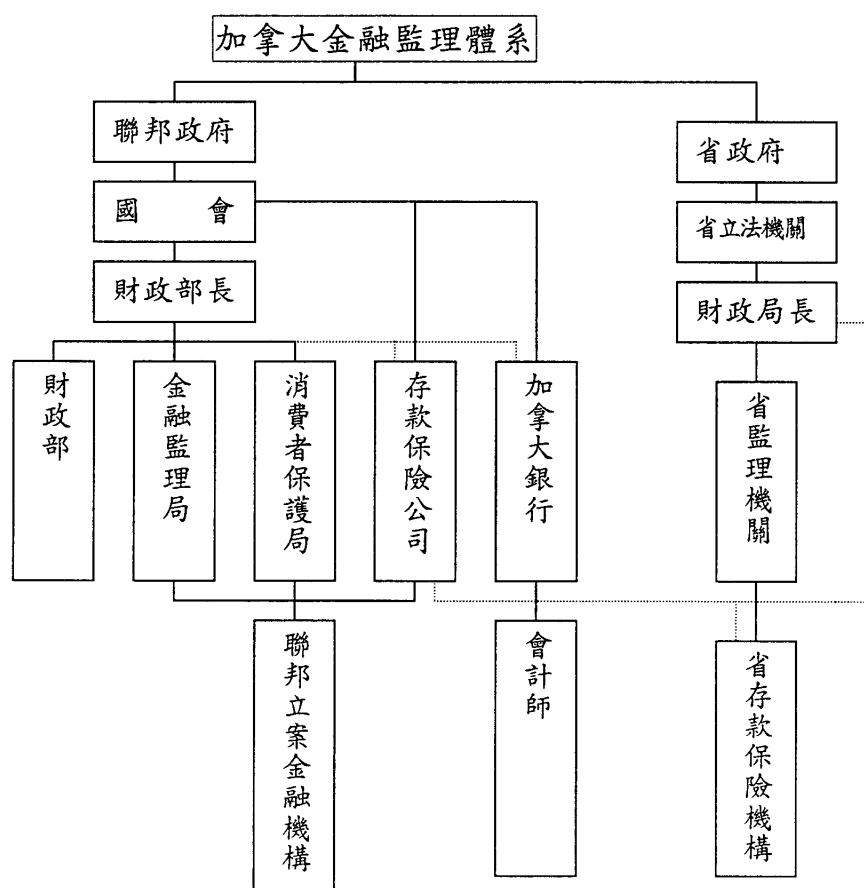 加拿大金融監理體系
聯邦政府
省政府
國會
省立法機關
財政部長
財政局長
財政部
金融監理局
消費者保護局
存款保險公司
加拿大銀行
省監理機關
聯邦立案金融機構
會計師
省存款保險機構